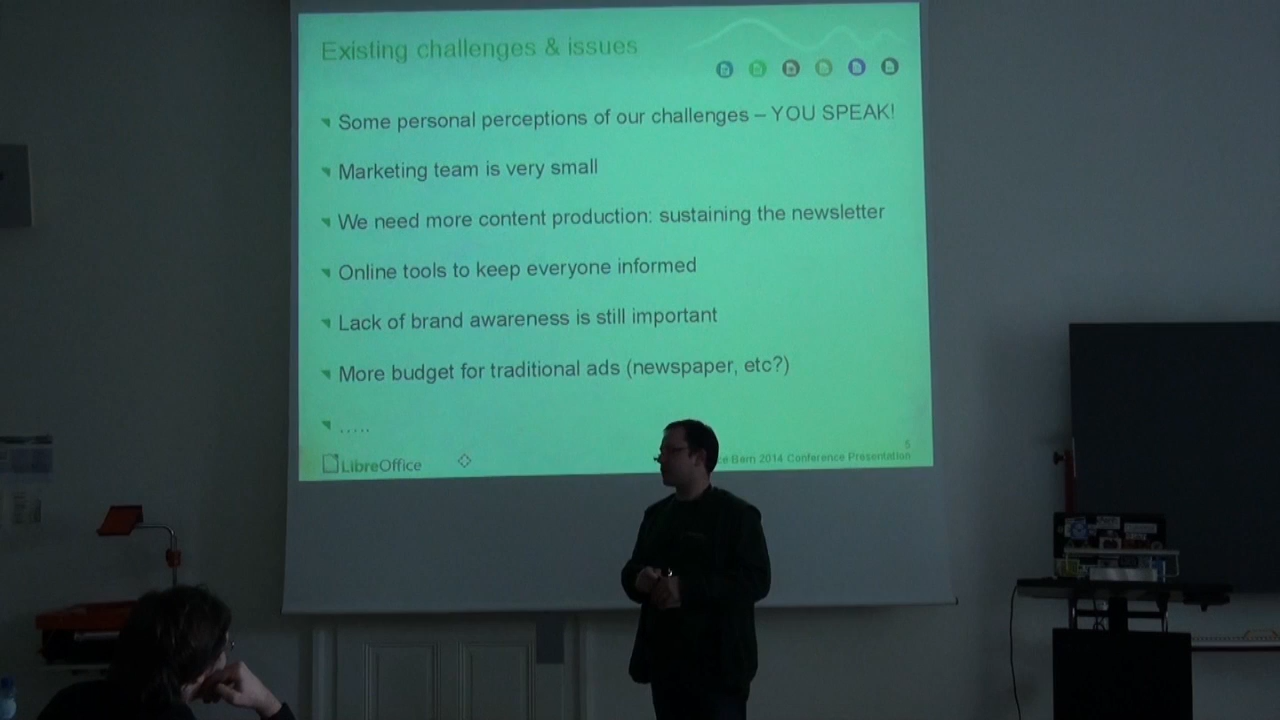 Existing challenges & issues
Some personal perceptions of our challenges – YOU SPEAK!
Marketing team is very small
We need more content production: sustaining the newsletter
Online tools to keep everyone informed
Lack of brand awareness is still important
More budget for traditional ads (newspaper, etc?)
.....
5
LibreOffice
ce Bern 2014 Conference Presentation